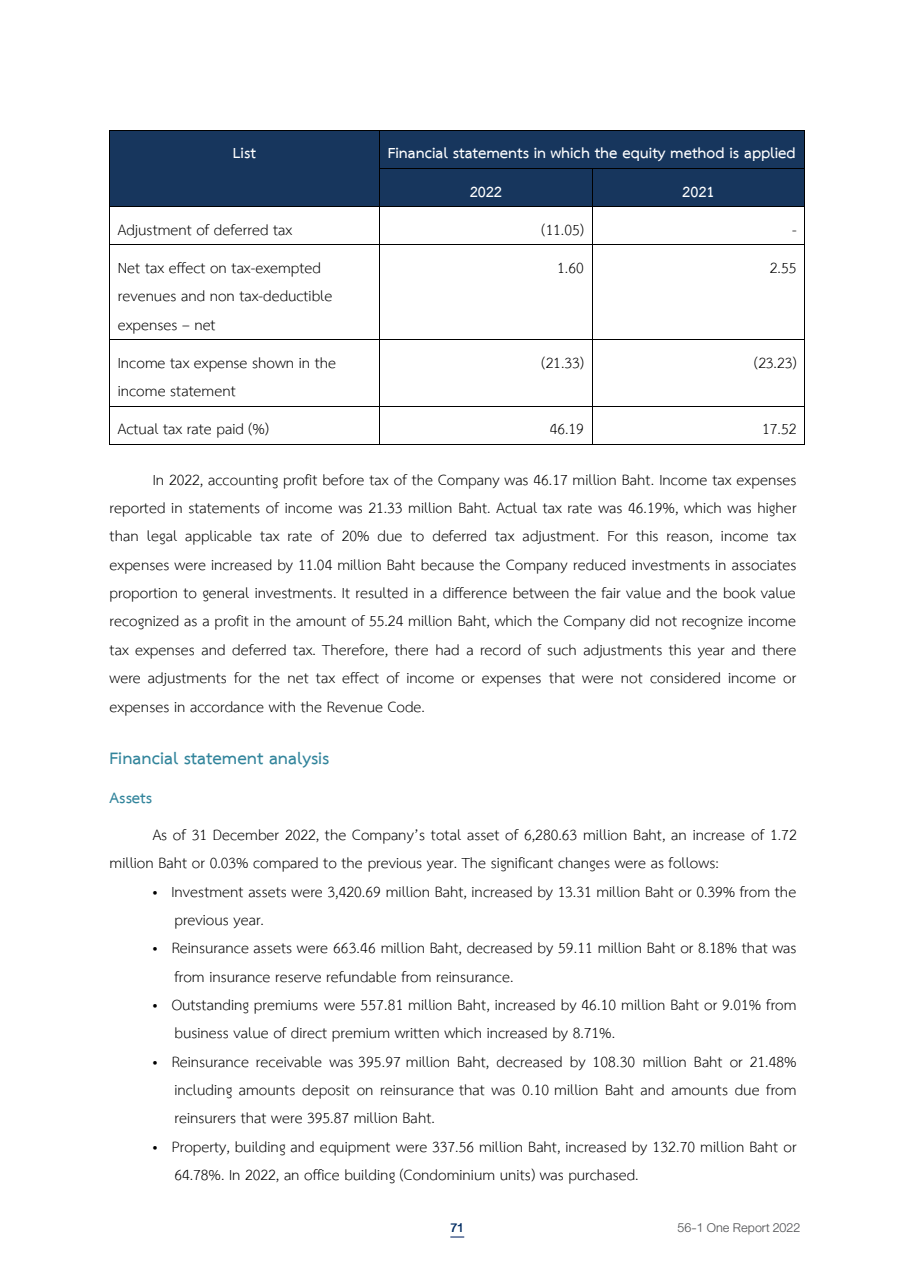 List
Financial statements in which the equity method is applied
2022
2021
Adjustment of deferred tax
(11.05)
-
Net tax effect on tax-exempted
revenues and non tax-deductible
expenses – net
1.60
2.55
Income tax expense shown in the
income statement
(21.33)
(23.23)
Actual tax rate paid (%)
46.19
17.52
In 2022, accounting profit before tax of the Company was 46.17 million Baht. Income tax expenses
reported in statements of income was 21.33 million Baht. Actual tax rate was 46.19%, which was higher
than legal applicable tax rate of 20% due to deferred tax adjustment. For this reason, income tax
expenses were increased by 11.04 million Baht because the Company reduced investments in associates
proportion to general investments. It resulted in a difference between the fair value and the book value
recognized as a profit in the amount of 55.24 million Baht, which the Company did not recognize income
tax expenses and deferred tax. Therefore, there had a record of such adjustments this year and there
were adjustments for the net tax effect of income or expenses that were not considered income or
expenses in accordance with the Revenue Code.
Financial statement analysis
Assets
As of 31 December 2022, the Company's total asset of 6,280.63 million Baht, an increase of 1.72
million Baht or 0.03% compared to the previous year. The significant changes were as follows:
• Investment assets were 3,420.69 million Baht, increased by 13.31 million Baht or 0.39% from the
previous year.
• Reinsurance assets were 663.46 million Baht, decreased by 59.11 million Baht or 8.18% that was
from insurance reserve refundable from reinsurance.
• Outstanding premiums were 557.81 million Baht, increased by 46.10 million Baht or 9.01% from
business value of direct premium written which increased by 8.71%.
• Reinsurance receivable was 395.97 million Baht, decreased by 108.30 million Baht or 21.48%
including amounts deposit on reinsurance that was 0.10 million Baht and amounts due from
reinsurers that were 395.87 million Baht.
• Property, building and equipment were 337.56 million Baht, increased by 132.70 million Baht or
64.78%. In 2022, an office building (Condominium units) was purchased.
71
56-1 One Report 2022